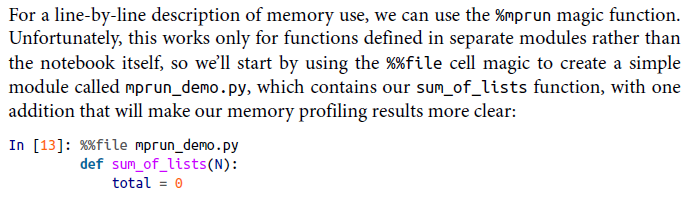 For a line-by-line description of memory use, we can use the %mprun magic function.
Unfortunately, this works only for functions defined in separate modules rather than
the notebook itself, so we’ll start by using the %%file cell magic to create a simple
module called mprun_demo.py, which contains our sum_of_lists function, with one
addition that will make our memory profiling results more clear:
In [13]: %%file mprun_demo.py
         def sum_of_lists(N):
             total = 0